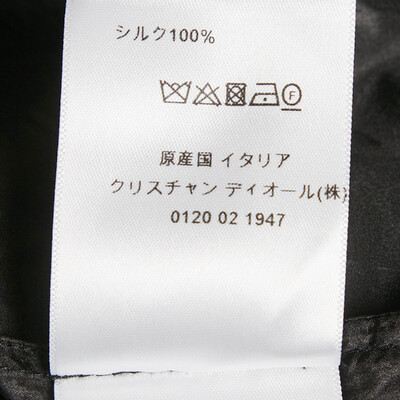 シルク100%
F
原産国 イタリア
クリスチャン ディオール(株)
0120 02 1947